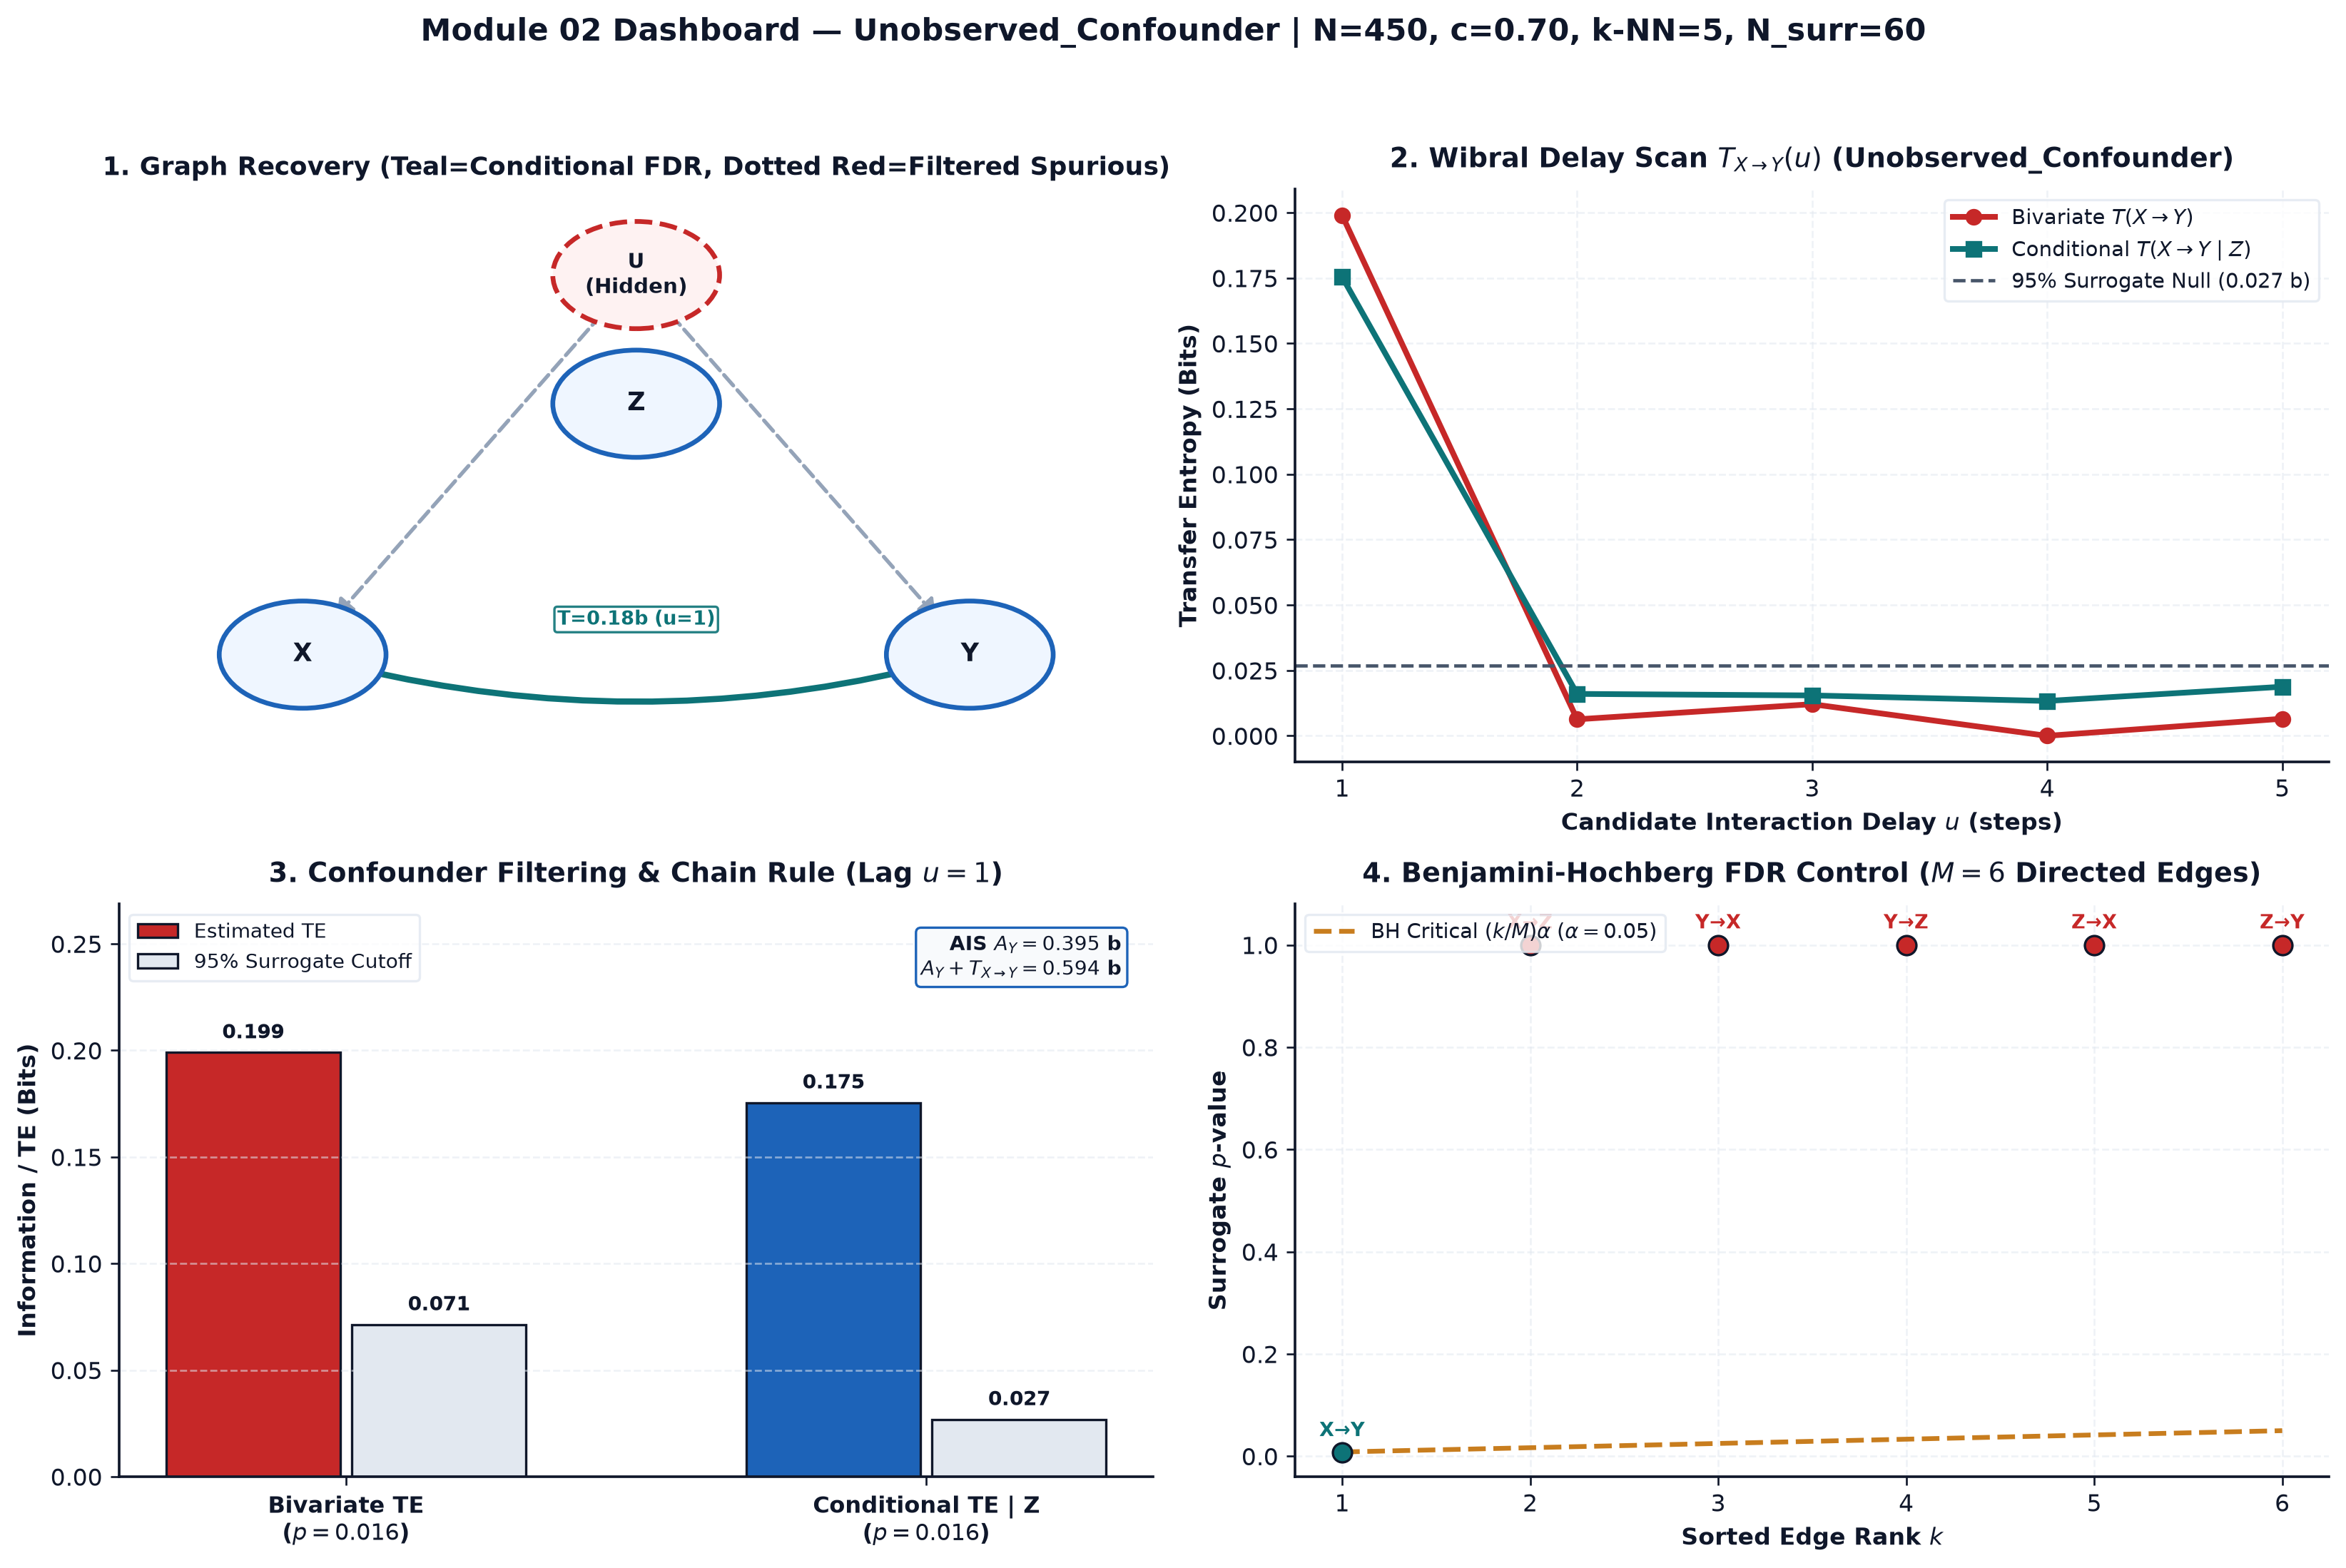 Module 02 Dashboard — Unobserved_Confounder | N=450, c=0.70, k-NN=5, N_surr=60
1. Graph Recovery (Teal=Conditional FDR, Dotted Red=Filtered Spurious)
U
(Hidden)
Z
X
Y
T=0.18b (u=1)
2. Wibral Delay Scan T_{X→Y}(u) (Unobserved_Confounder)
Bivariate T(X→Y)
Conditional T(X→Y | Z)
95% Surrogate Null (0.027 b)
Transfer Entropy (Bits)
0.200
0.175
0.150
0.125
0.100
0.075
0.050
0.025
0.000
1 2 3 4 5
Candidate Interaction Delay u (steps)
3. Confounder Filtering & Chain Rule (Lag u = 1)
Estimated TE
95% Surrogate Cutoff
AIS A_Y = 0.395 b
A_Y + T_{X→Y} = 0.594 b
Information / TE (Bits)
0.25
0.20
0.15
0.10
0.05
0.00
0.199
0.071
0.175
0.027
Bivariate TE
(p = 0.016)
Conditional TE | Z
(p = 0.016)
4. Benjamini-Hochberg FDR Control (M = 6 Directed Edges)
BH Critical (k/M)α (α = 0.05)
X→Z
Y→X
Y→Z
Z→X
Z→Y
X→Y
Surrogate p-value
1.0
0.8
0.6
0.4
0.2
0.0
1 2 3 4 5 6
Sorted Edge Rank k